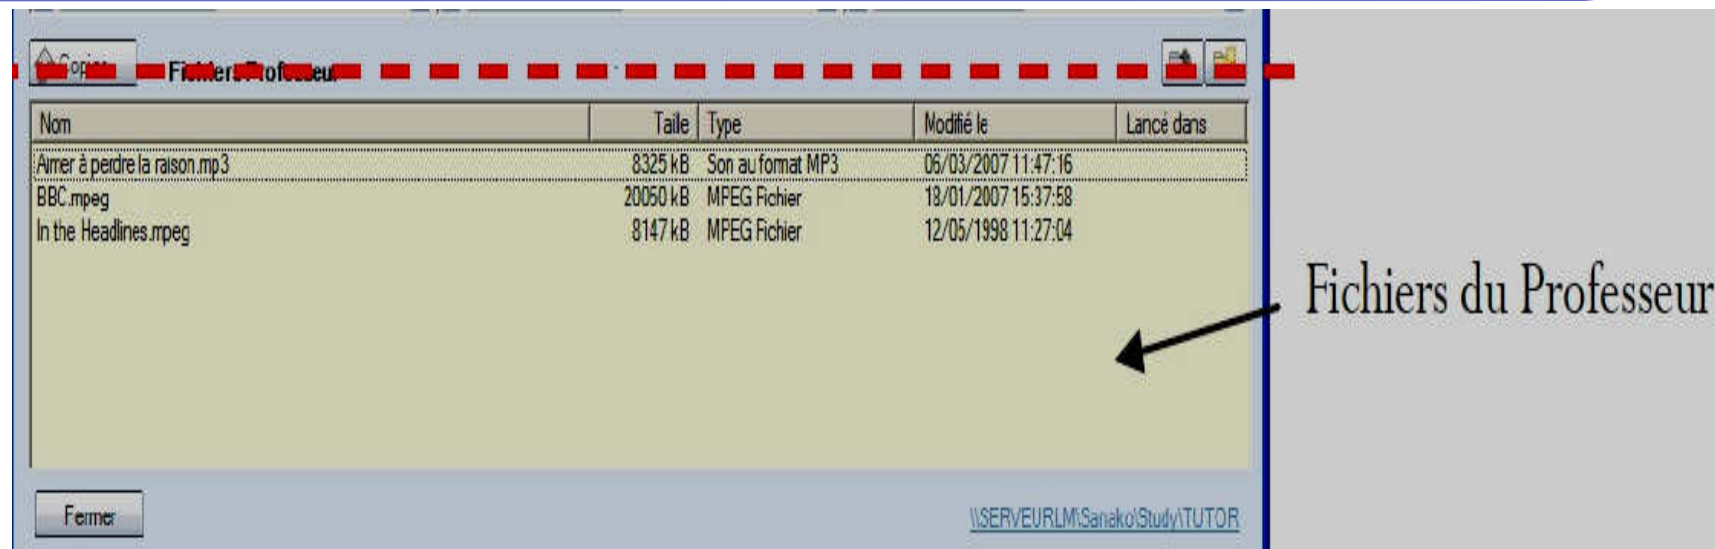 Copier Fichiers Professeur
Nom Taille Type Modifié le Lancé dans
Aimer à perdre la raison.mp3 8325 kB Son au format MP3 06/03/2007 11:47:16
BBC.mpeg 20050 kB MPEG Fichier 18/01/2007 15:37:58
In the Headlines.mpeg 8147 kB MPEG Fichier 12/05/1998 11:27:04
Fichiers du Professeur
Fermer \\SERVEURLM\Sanako\Study\TUTOR